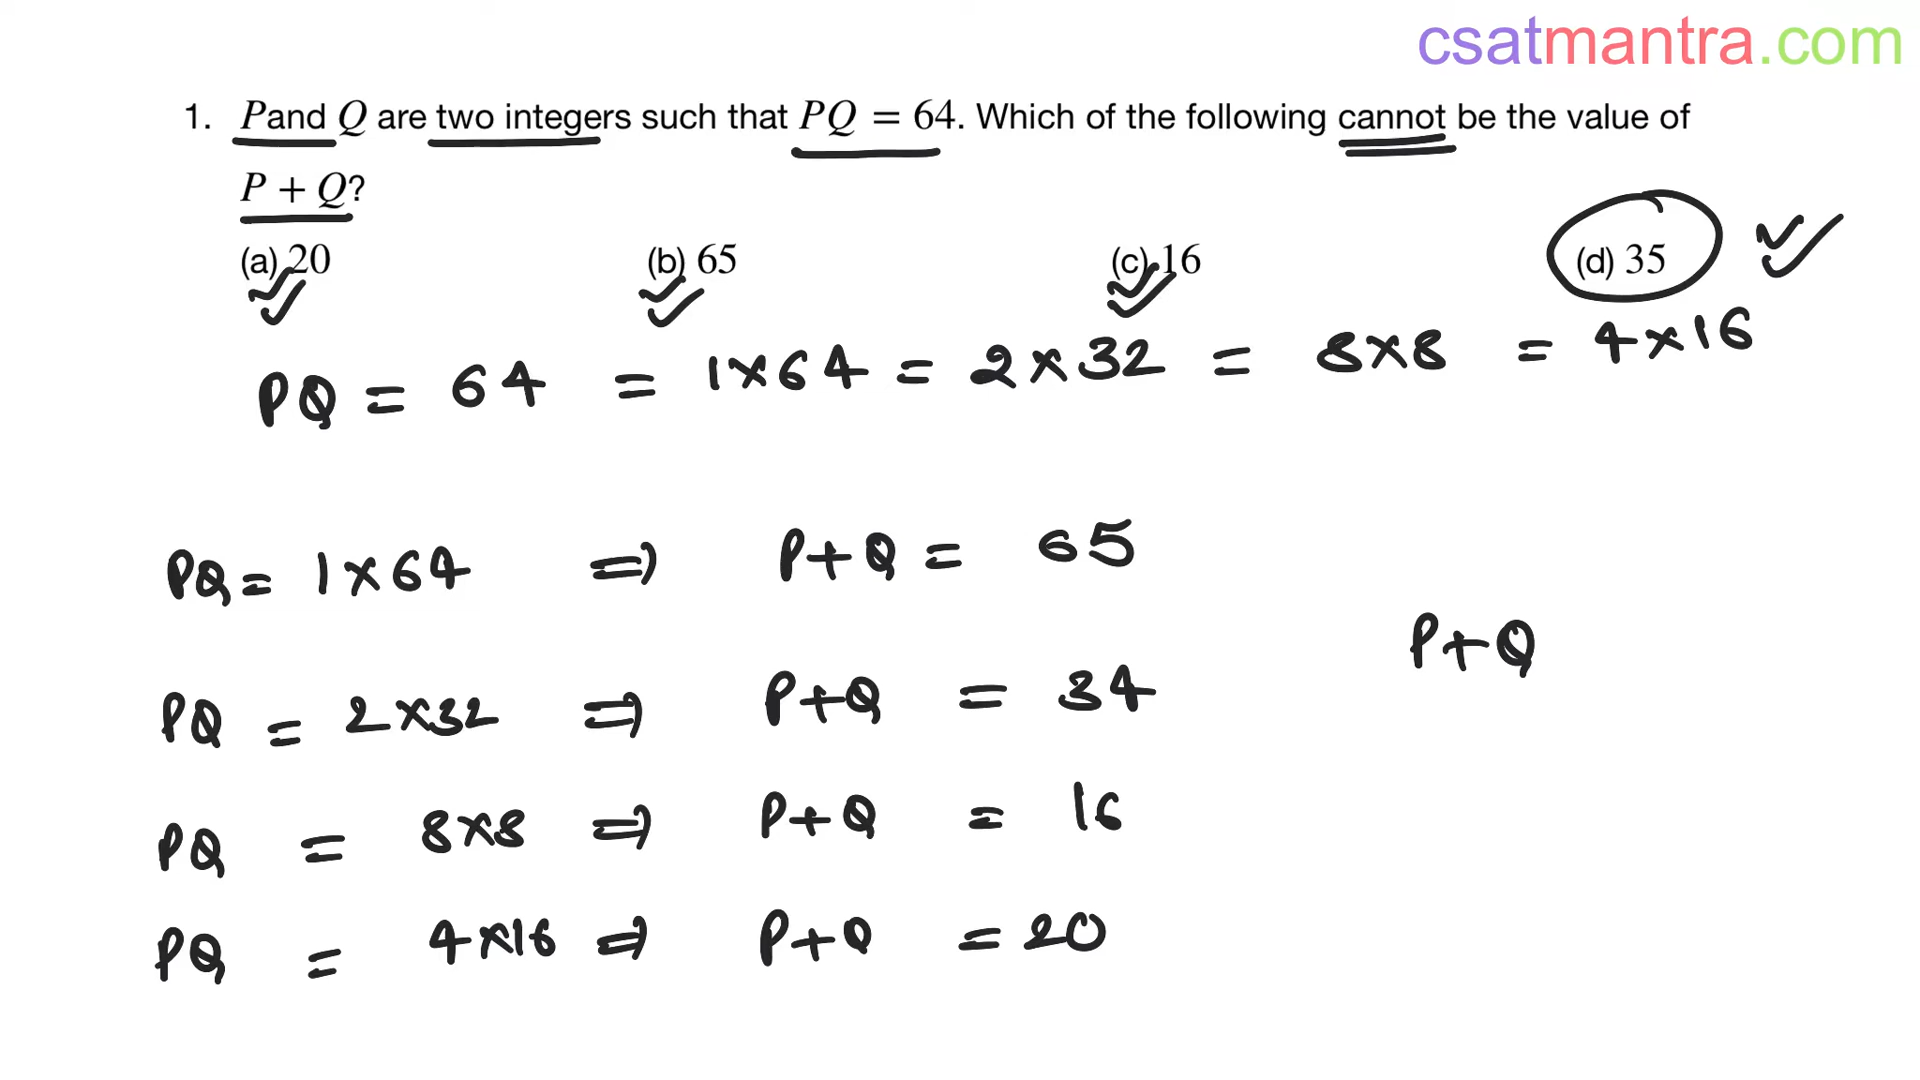 csatmantra.com
1. Pand Q are two integers such that PQ = 64. Which of the following cannot be the value of
P + Q?
(a) 20 (b) 65 (c) 16 (d) 35
PQ = 64 = 1×64 = 2×32 = 8×8 = 4×16
PQ = 1×64 ⇒ P+Q = 65
P+Q
PQ = 2×32 ⇒ P+Q = 34
PQ = 8×8 ⇒ P+Q = 16
PQ = 4×16 ⇒ P+Q = 20